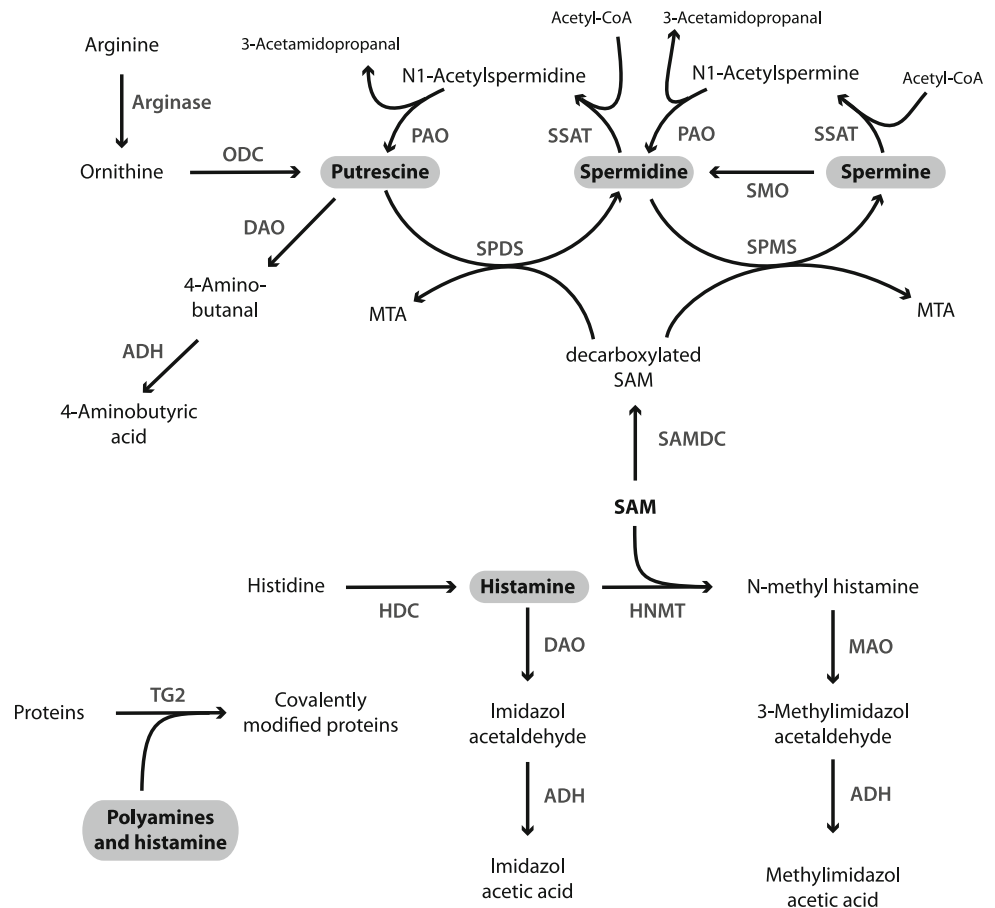 Acetyl-CoA
3-Acetamidopropanal
Arginine
3-Acetamidopropanal
N1-Acetylspermidine
N1-Acetylspermine
Acetyl-CoA
Arginase
PAO
SSAT
PAO
SSAT
ODC
Ornithine
Putrescine
Spermidine
Spermine
SMO
DAO
SPDS
SPMS
4-Amino-
butanal
MTA
MTA
ADH
decarboxylated
SAM
4-Aminobutyric
acid
SAMDC
SAM
Histidine
Histamine
N-methyl histamine
HDC
HNMT
DAO
MAO
TG2
Proteins
Covalently
modified proteins
Imidazol
acetaldehyde
3-Methylimidazol
acetaldehyde
ADH
ADH
Polyamines
and histamine
Imidazol
acetic acid
Methylimidazol
acetic acid